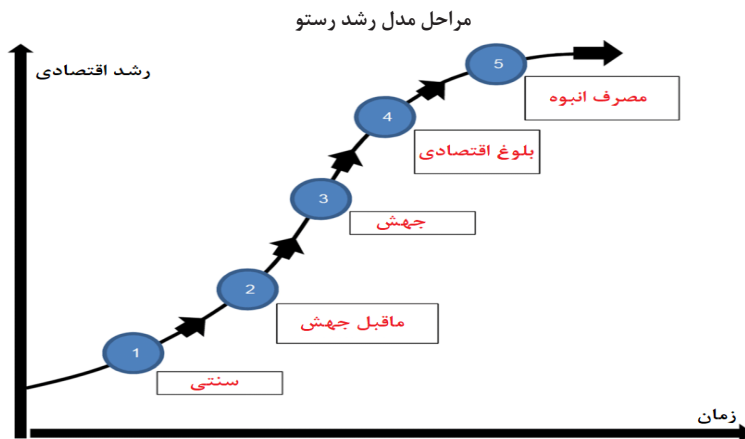 مراحل مدل رشد رستو
رشد اقتصادی
5
مصرف انبوه
4
بلوغ اقتصادی
3
جهش
2
ماقبل جهش
1
سنتی
زمان